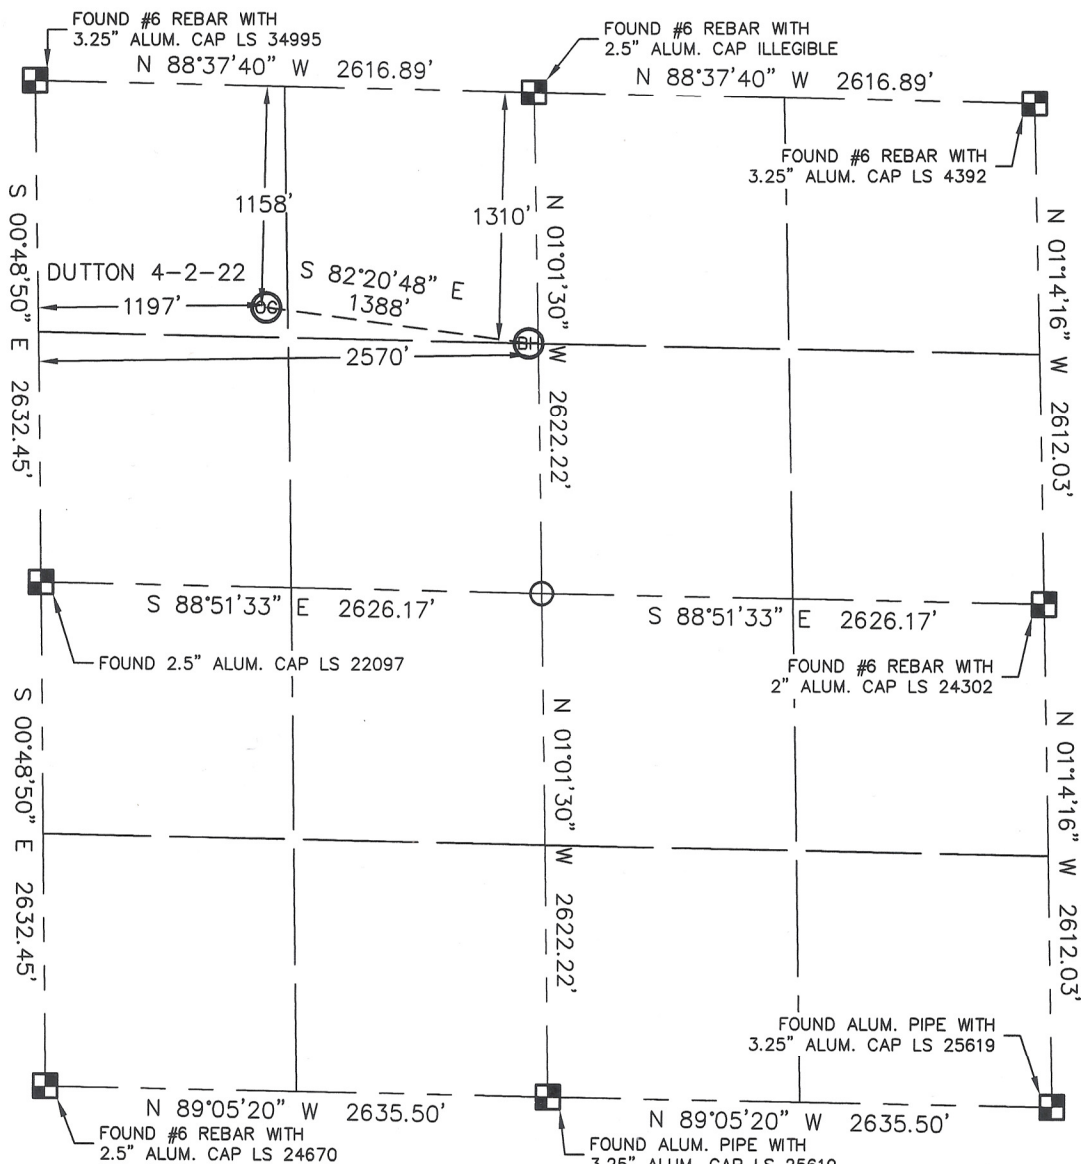 FOUND #6 REBAR WITH
3.25" ALUM. CAP LS 34995
N 88°37'40" W 2616.89'
FOUND #6 REBAR WITH
2.5" ALUM. CAP ILLEGIBLE
N 88°37'40" W 2616.89'
FOUND #6 REBAR WITH
3.25" ALUM. CAP LS 4392
S 00°48'50" E 2632.45'
1158'
1310'
N 01°01'30" W 2622.22'
N 01°14'16" W 2612.03'
DUTTON 4-2-22
S 82°20'48" E
1388'
1197'
OG
BH
2570'
S 88°51'33" E 2626.17'
S 88°51'33" E 2626.17'
FOUND 2.5" ALUM. CAP LS 22097
FOUND #6 REBAR WITH
2" ALUM. CAP LS 24302
S 00°48'50" E 2632.45'
N 01°01'30" W 2622.22'
N 01°14'16" W 2612.03'
FOUND ALUM. PIPE WITH
3.25" ALUM. CAP LS 25619
N 89°05'20" W 2635.50'
N 89°05'20" W 2635.50'
FOUND #6 REBAR WITH
2.5" ALUM. CAP LS 24670
FOUND ALUM. PIPE WITH
3.25" ALUM. CAP LS 25619